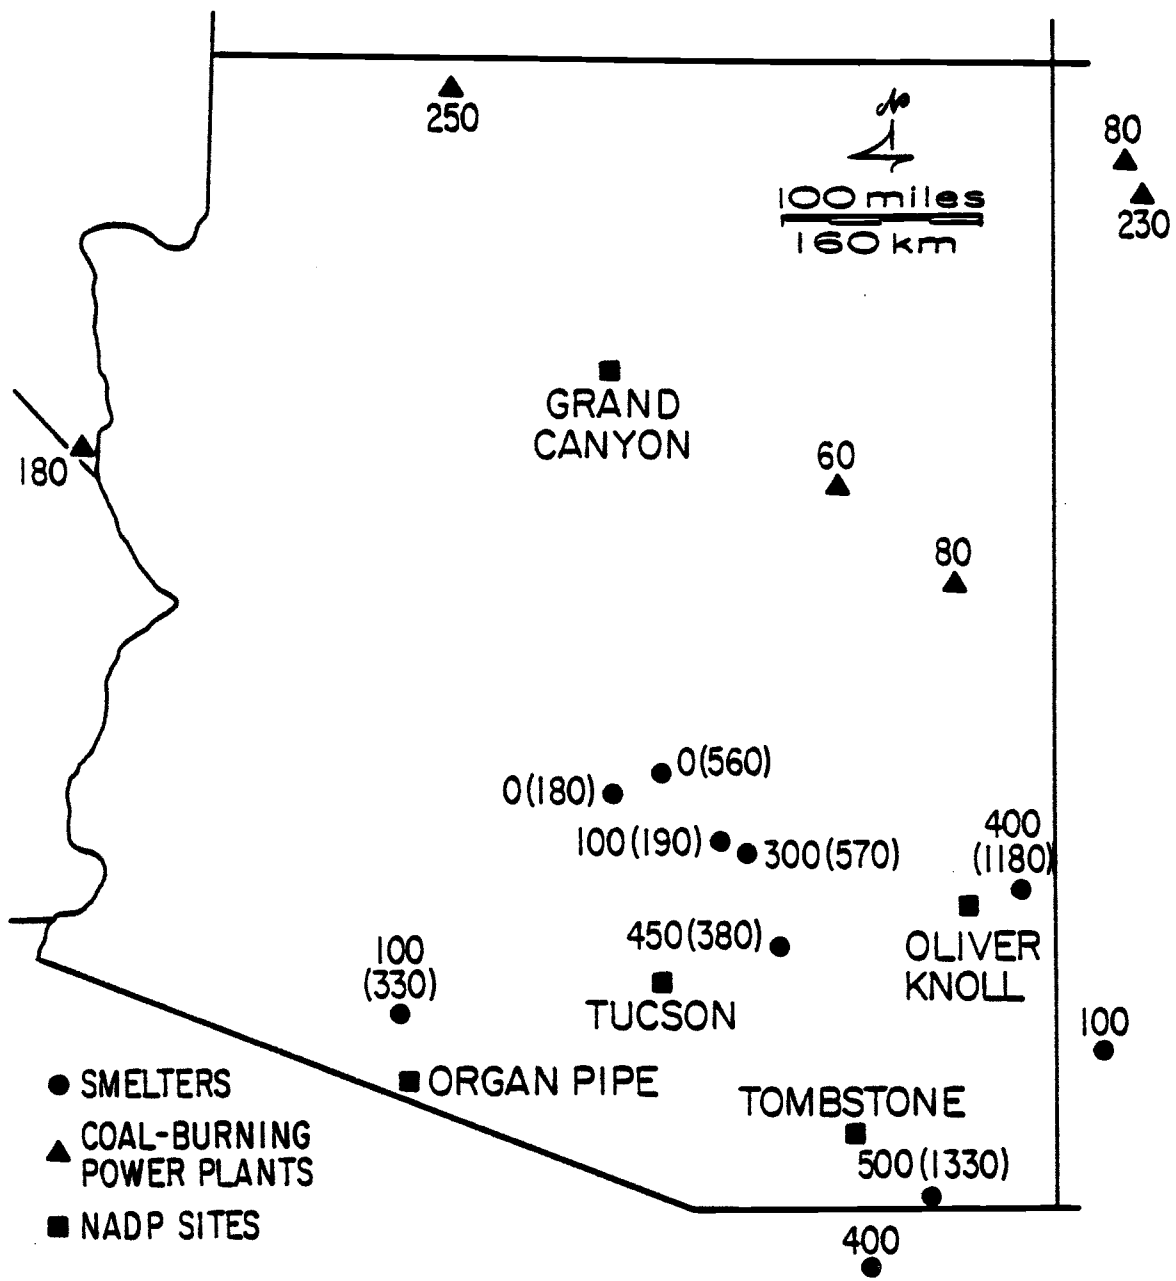 250
N
80
100 miles
160 km
230
GRAND
CANYON
180
60
80
0(560)
0(180)
100(190)
300(570)
400
(1180)
450(380)
OLIVER
KNOLL
100
(330)
TUCSON
100
SMELTERS
ORGAN PIPE
TOMBSTONE
COAL-BURNING
POWER PLANTS
500(1330)
NADP SITES
400